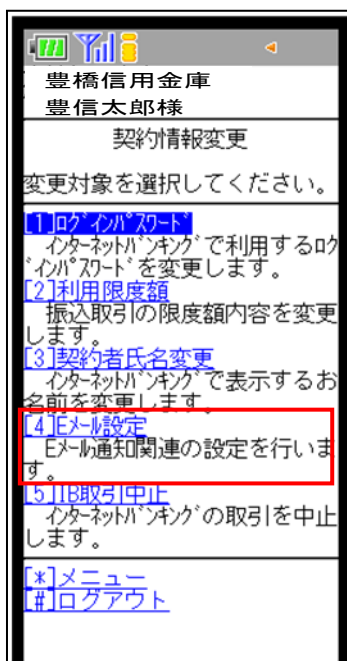 豊橋信用金庫
豊信太郎様
契約情報変更
変更対象を選択してください。
[1]ﾛｸﾞｲﾝﾊﾟｽﾜｰﾄﾞ
ｲﾝﾀｰﾈｯﾄﾊﾞﾝｷﾝｸﾞで利用するﾛｸ
ﾞｲﾝﾊﾟｽﾜｰﾄﾞを変更します。
[2]利用限度額
振込取引の限度額内容を変更
します。
[3]契約者氏名変更
ｲﾝﾀｰﾈｯﾄﾊﾞﾝｷﾝｸﾞで表示するお
名前を変更します。
[4]Eﾒｰﾙ設定
Eﾒｰﾙ通知関連の設定を行いま
す。
[5]IB取引中止
ｲﾝﾀｰﾈｯﾄﾊﾞﾝｷﾝｸﾞの取引を中止
します。
[*]メニュー
[#]ログアウト